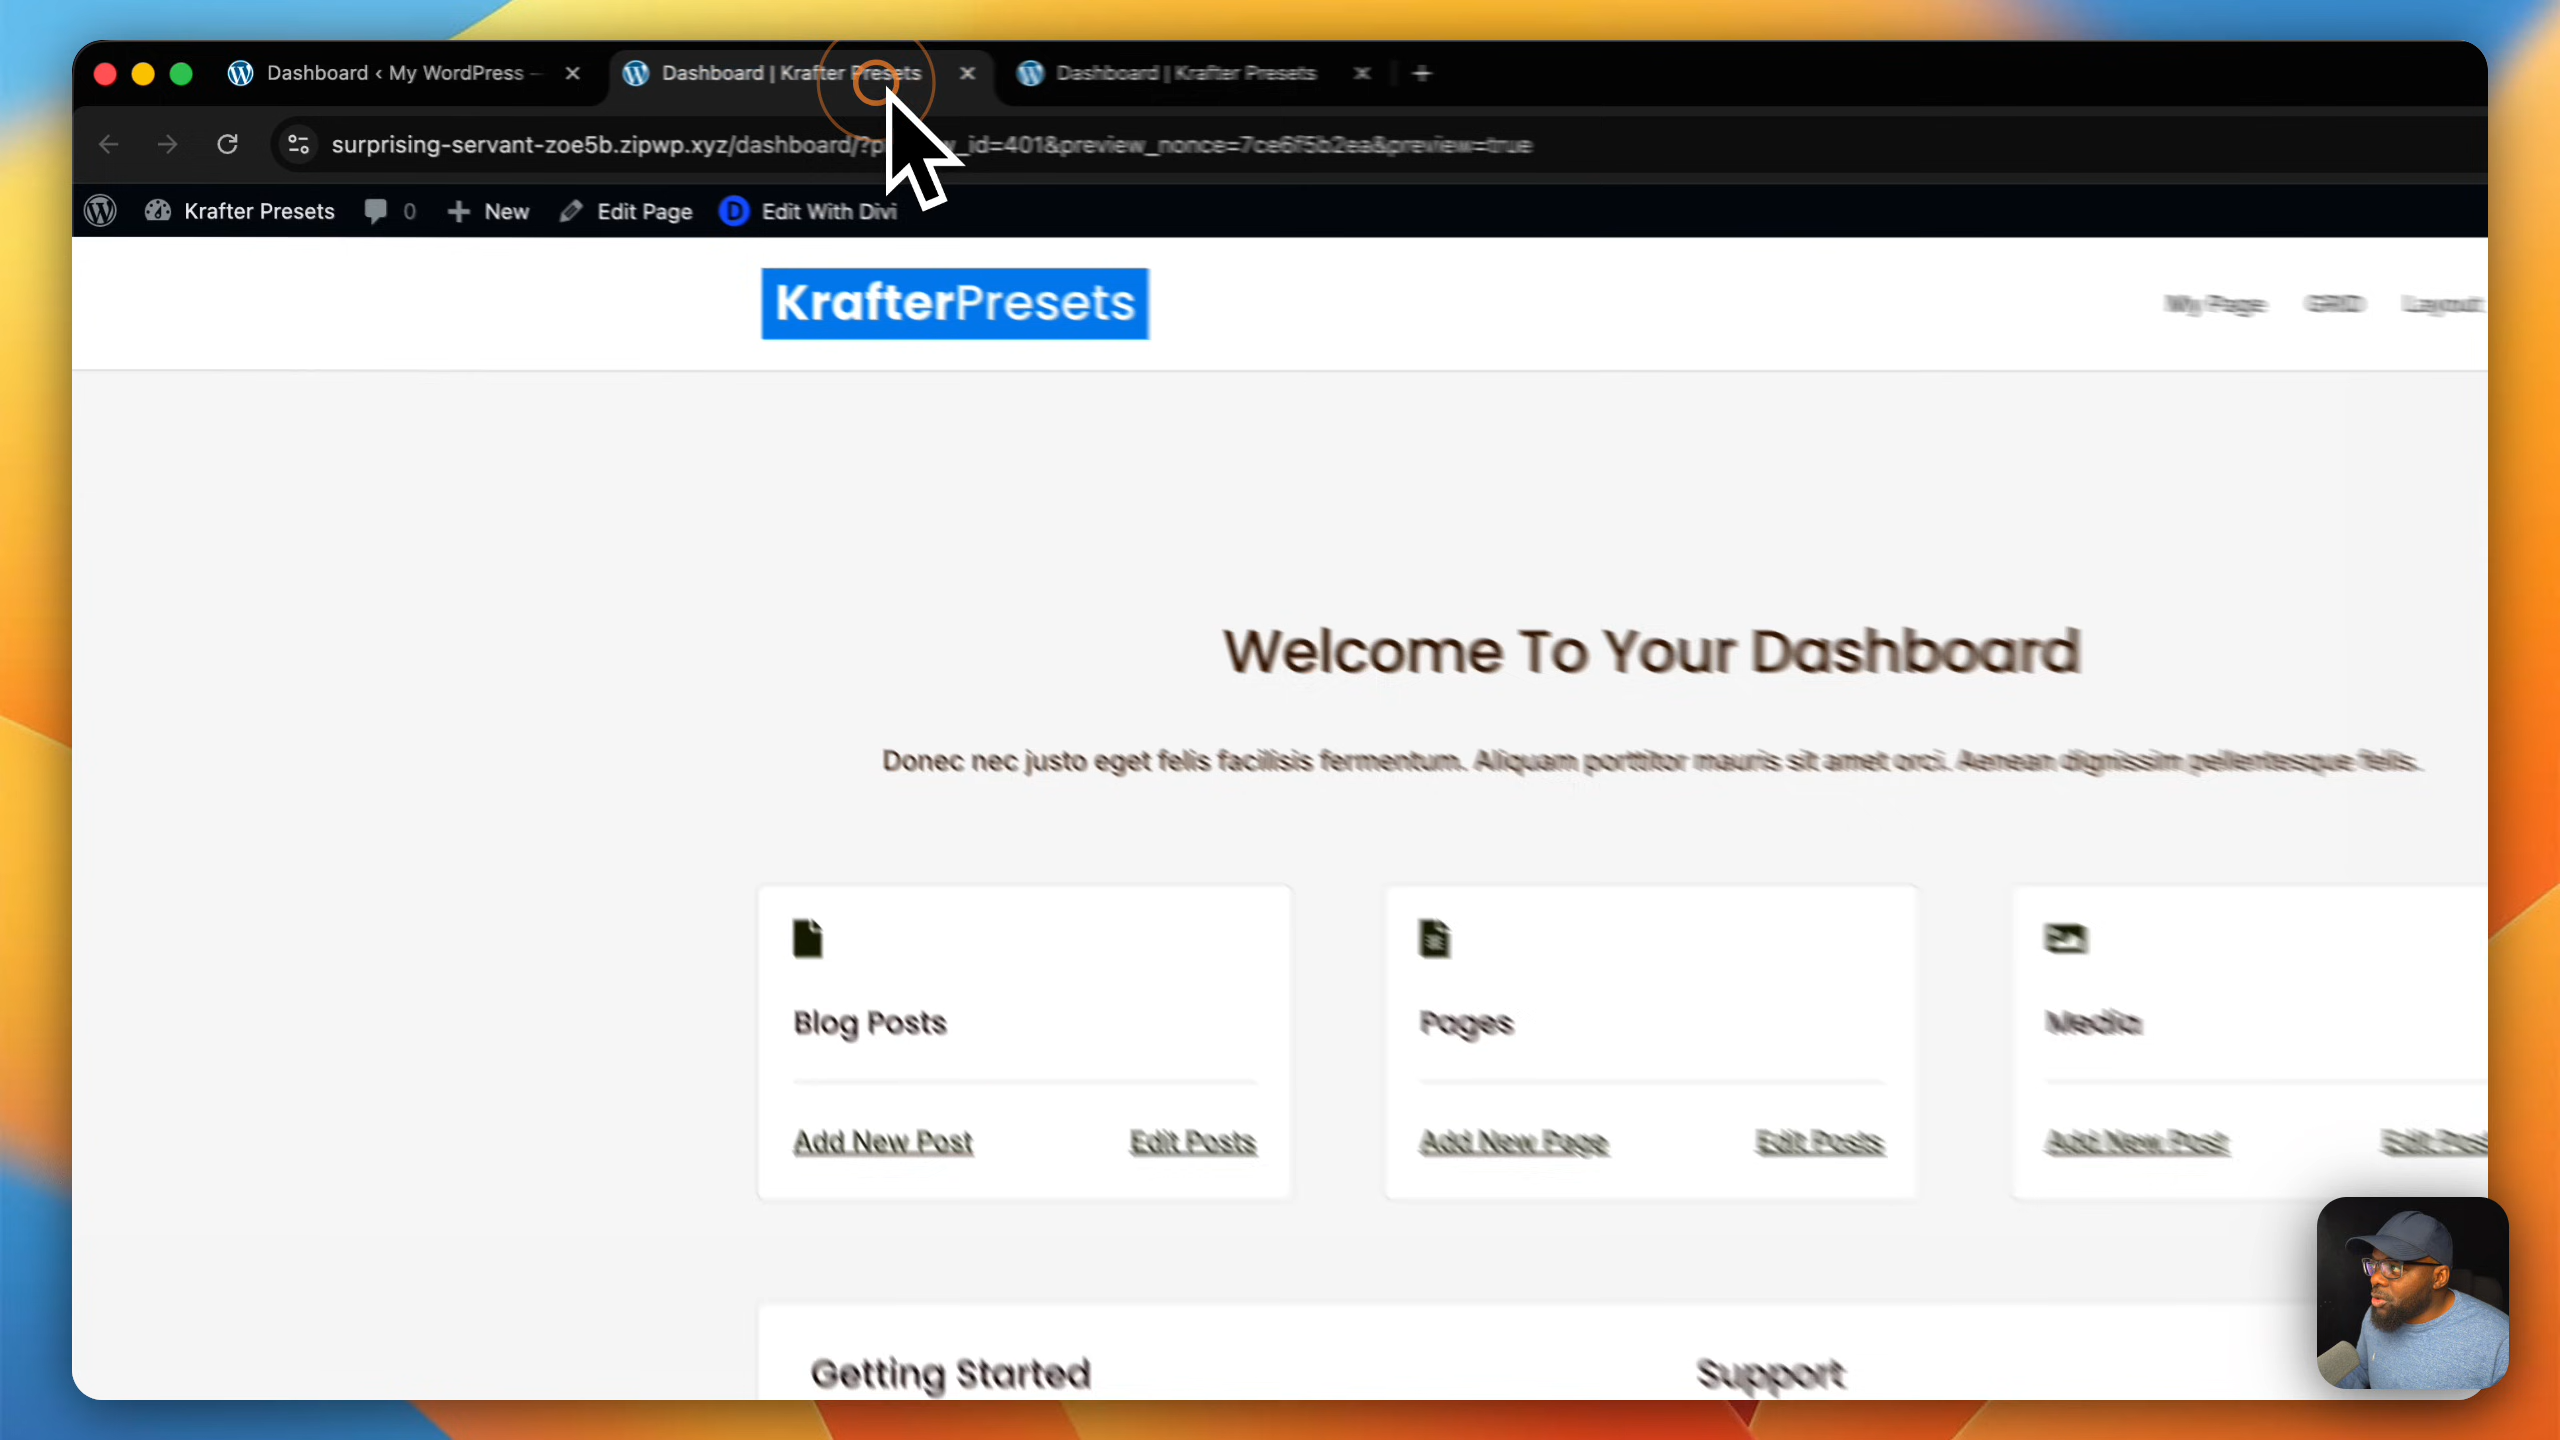 Dashboard ‹ My WordPress –
Dashboard | Krafter Presets
Dashboard | Krafter Presets
surprising-servant-zoe5b.zipwp.xyz/dashboard/?p w_id=401&preview_nonce=7ce6f5b2ea&preview=true
Krafter Presets 0 New Edit Page D Edit With Divi
KrafterPresets
My Page GRID Layout
Welcome To Your Dashboard
Donec nec justo eget felis facilisis fermentum. Aliquam porttitor mauris sit amet orci. Aenean dignissim pellentesque felis.
Blog Posts
Add New Post Edit Posts
Pages
Add New Page Edit Posts
Media
Add New Post Edit Post
Getting Started
Support